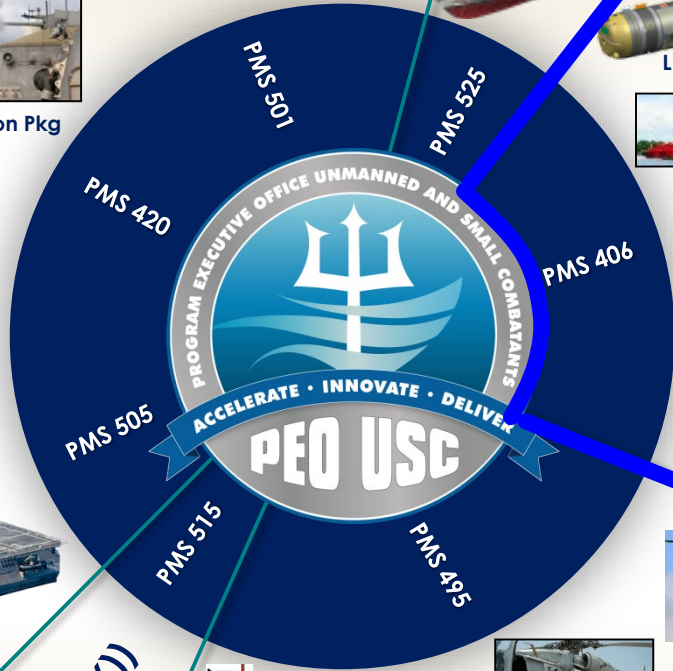 on Pkg
L
PMS 501
PMS 525
PMS 420
PMS 406
PROGRAM EXECUTIVE OFFICE UNMANNED AND SMALL COMBATANTS
ACCELERATE · INNOVATE · DELIVER
PEO USC
PMS 505
PMS 515
PMS 495